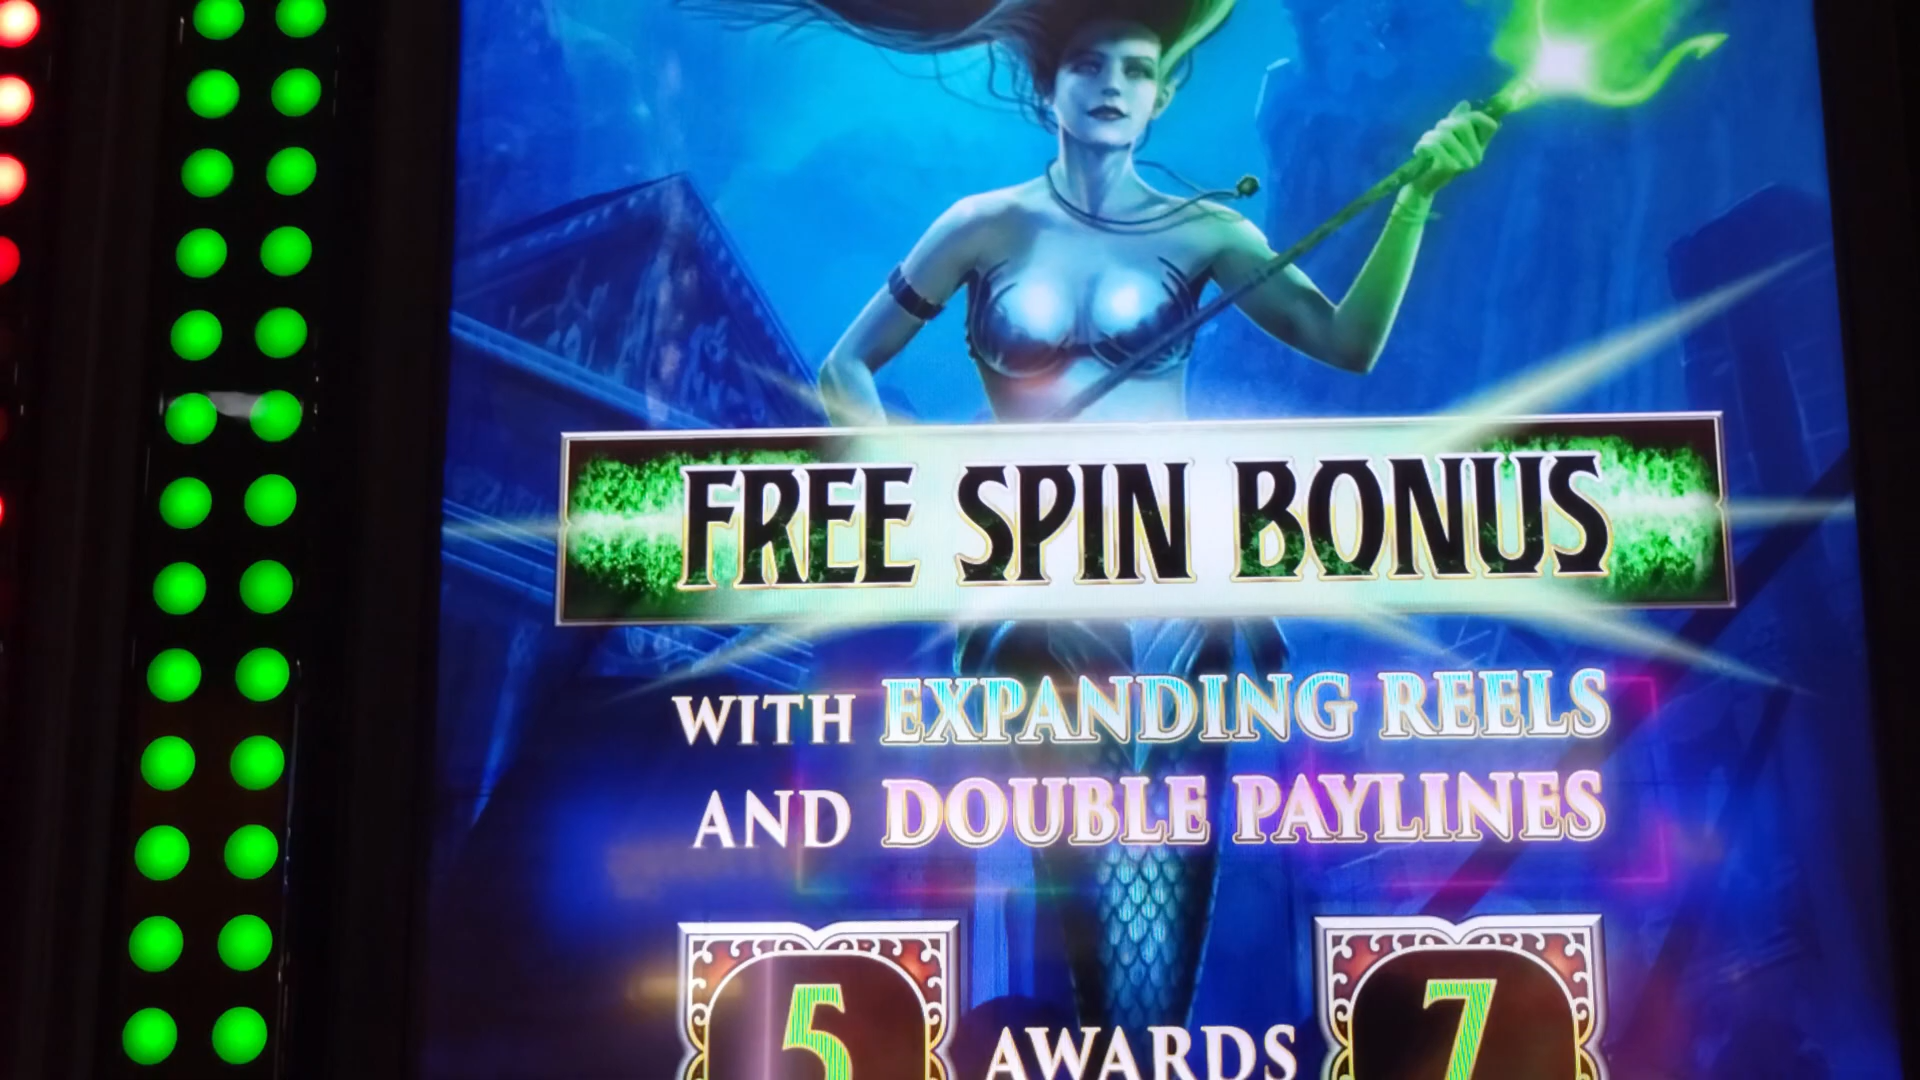 FREE SPIN BONUS
WITH EXPANDING REELS
AND DOUBLE PAYLINES
5 AWARDS 7